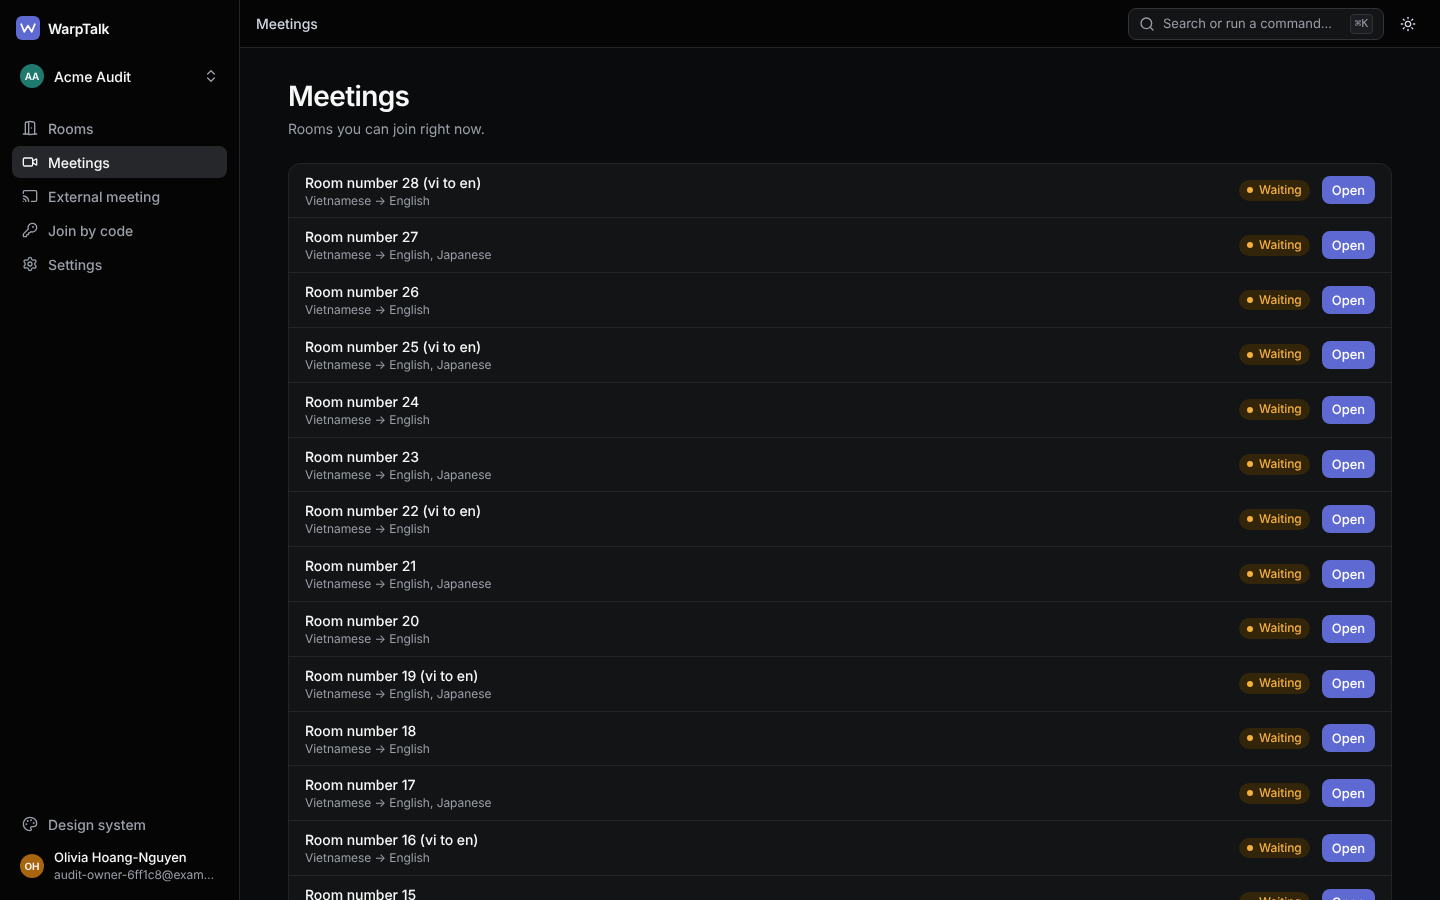 WarpTalk
Meetings
Search or run a command... ⌘K
AA Acme Audit
Rooms
Meetings
External meeting
Join by code
Settings
Meetings
Rooms you can join right now.
Room number 28 (vi to en)
Vietnamese → English
Waiting Open
Room number 27
Vietnamese → English, Japanese
Waiting Open
Room number 26
Vietnamese → English
Waiting Open
Room number 25 (vi to en)
Vietnamese → English, Japanese
Waiting Open
Room number 24
Vietnamese → English
Waiting Open
Room number 23
Vietnamese → English, Japanese
Waiting Open
Room number 22 (vi to en)
Vietnamese → English
Waiting Open
Room number 21
Vietnamese → English, Japanese
Waiting Open
Room number 20
Vietnamese → English
Waiting Open
Room number 19 (vi to en)
Vietnamese → English, Japanese
Waiting Open
Room number 18
Vietnamese → English
Waiting Open
Room number 17
Vietnamese → English, Japanese
Waiting Open
Room number 16 (vi to en)
Vietnamese → English
Waiting Open
Room number 15
Waiting Open
Design system
OH Olivia Hoang-Nguyen
audit-owner-6ff1c8@exam...